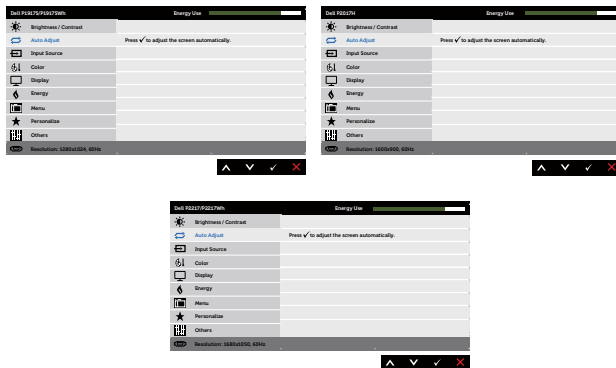 Dell P1917S/P1917SWh Energy Use
Brightness / Contrast
Auto Adjust Press ✓ to adjust the screen automatically.
Input Source
Color
Display
Energy
Menu
Personalize
Others
Resolution: 1280x1024, 60Hz
Dell P2017H Energy Use
Brightness / Contrast
Auto Adjust Press ✓ to adjust the screen automatically.
Input Source
Color
Display
Energy
Menu
Personalize
Others
Resolution: 1600x900, 60Hz
Dell P2217/P2217Wh Energy Use
Brightness / Contrast
Auto Adjust Press ✓ to adjust the screen automatically.
Input Source
Color
Display
Energy
Menu
Personalize
Others
Resolution: 1680x1050, 60Hz